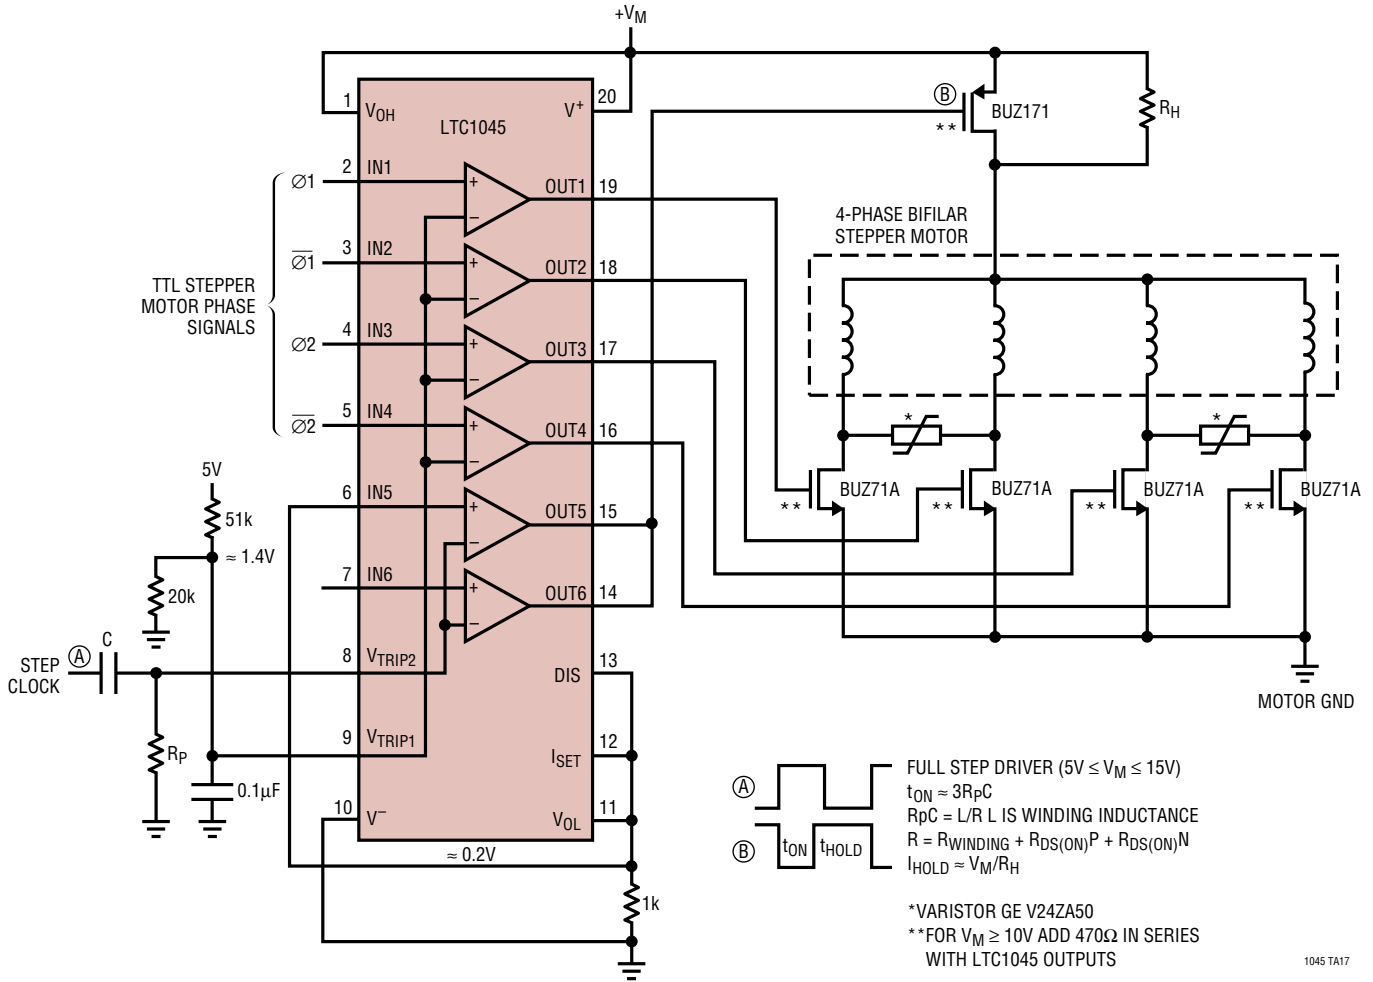 +VM
1
VOH
LTC1045
V+
20
B
**
BUZ171
RH
Ø1
2
IN1
+
−
OUT1
19
4-PHASE BIFILAR
STEPPER MOTOR
Ø1
3
IN2
+
−
OUT2
18
TTL STEPPER
MOTOR PHASE
SIGNALS
Ø2
4
IN3
+
−
OUT3
17
Ø2
5
IN4
+
−
OUT4
16
*
*
5V
51k
≈ 1.4V
20k
6
IN5
+
−
OUT5
15
**
BUZ71A
**
BUZ71A
**
BUZ71A
**
BUZ71A
7
IN6
+
−
OUT6
14
STEP
CLOCK
A
C
8
VTRIP2
DIS
13
MOTOR GND
RP
9
VTRIP1
ISET
12
0.1µF
10
V−
VOL
11
≈ 0.2V
1k
A
B
tON
tHOLD
FULL STEP DRIVER (5V ≤ VM ≤ 15V)
tON ≈ 3RPC
RpC = L/R L IS WINDING INDUCTANCE
R = RWINDING + RDS(ON)P + RDS(ON)N
IHOLD ≈ VM/RH
*VARISTOR GE V24ZA50
**FOR VM ≥ 10V ADD 470Ω IN SERIES
WITH LTC1045 OUTPUTS
1045 TA17